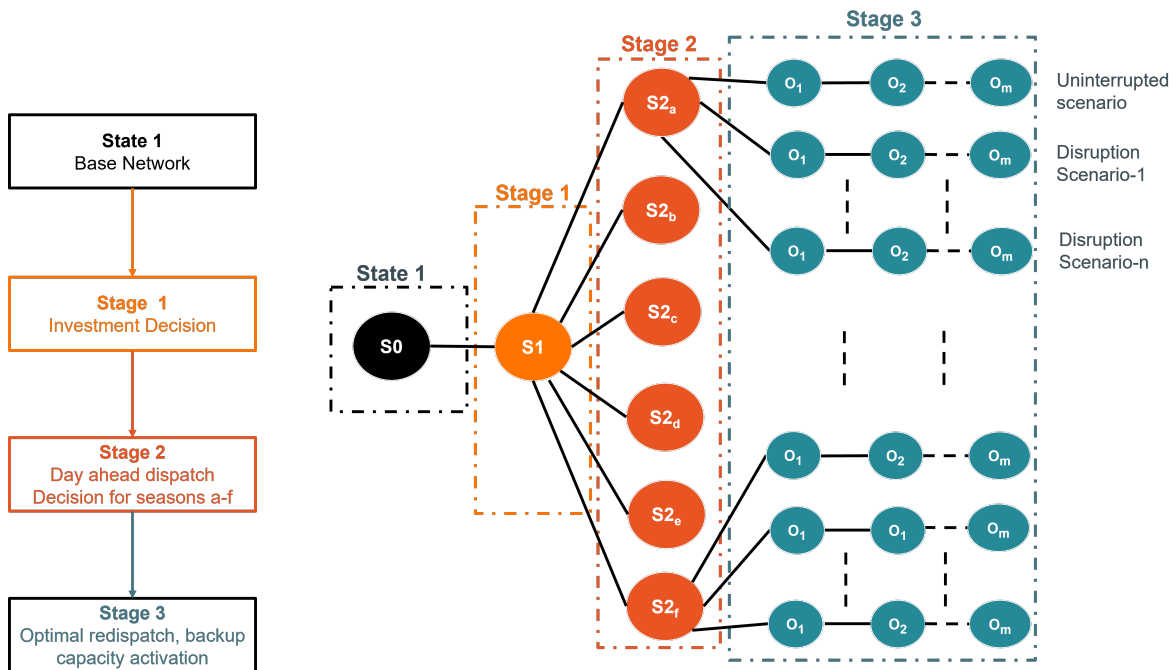 State 1
Base Network
Stage 1
Investment Decision
Stage 2
Day ahead dispatch
Decision for seasons a-f
Stage 3
Optimal redispatch, backup
capacity activation
State 1
S0
Stage 1
S1
Stage 2
S2a
S2b
S2c
S2d
S2e
S2f
Stage 3
O1 O2 Om
Uninterrupted
scenario
O1 O2 Om
Disruption
Scenario-1
O1 O2 Om
Disruption
Scenario-n
O1 O2 Om
O1 O1 Om
O1 O2 Om